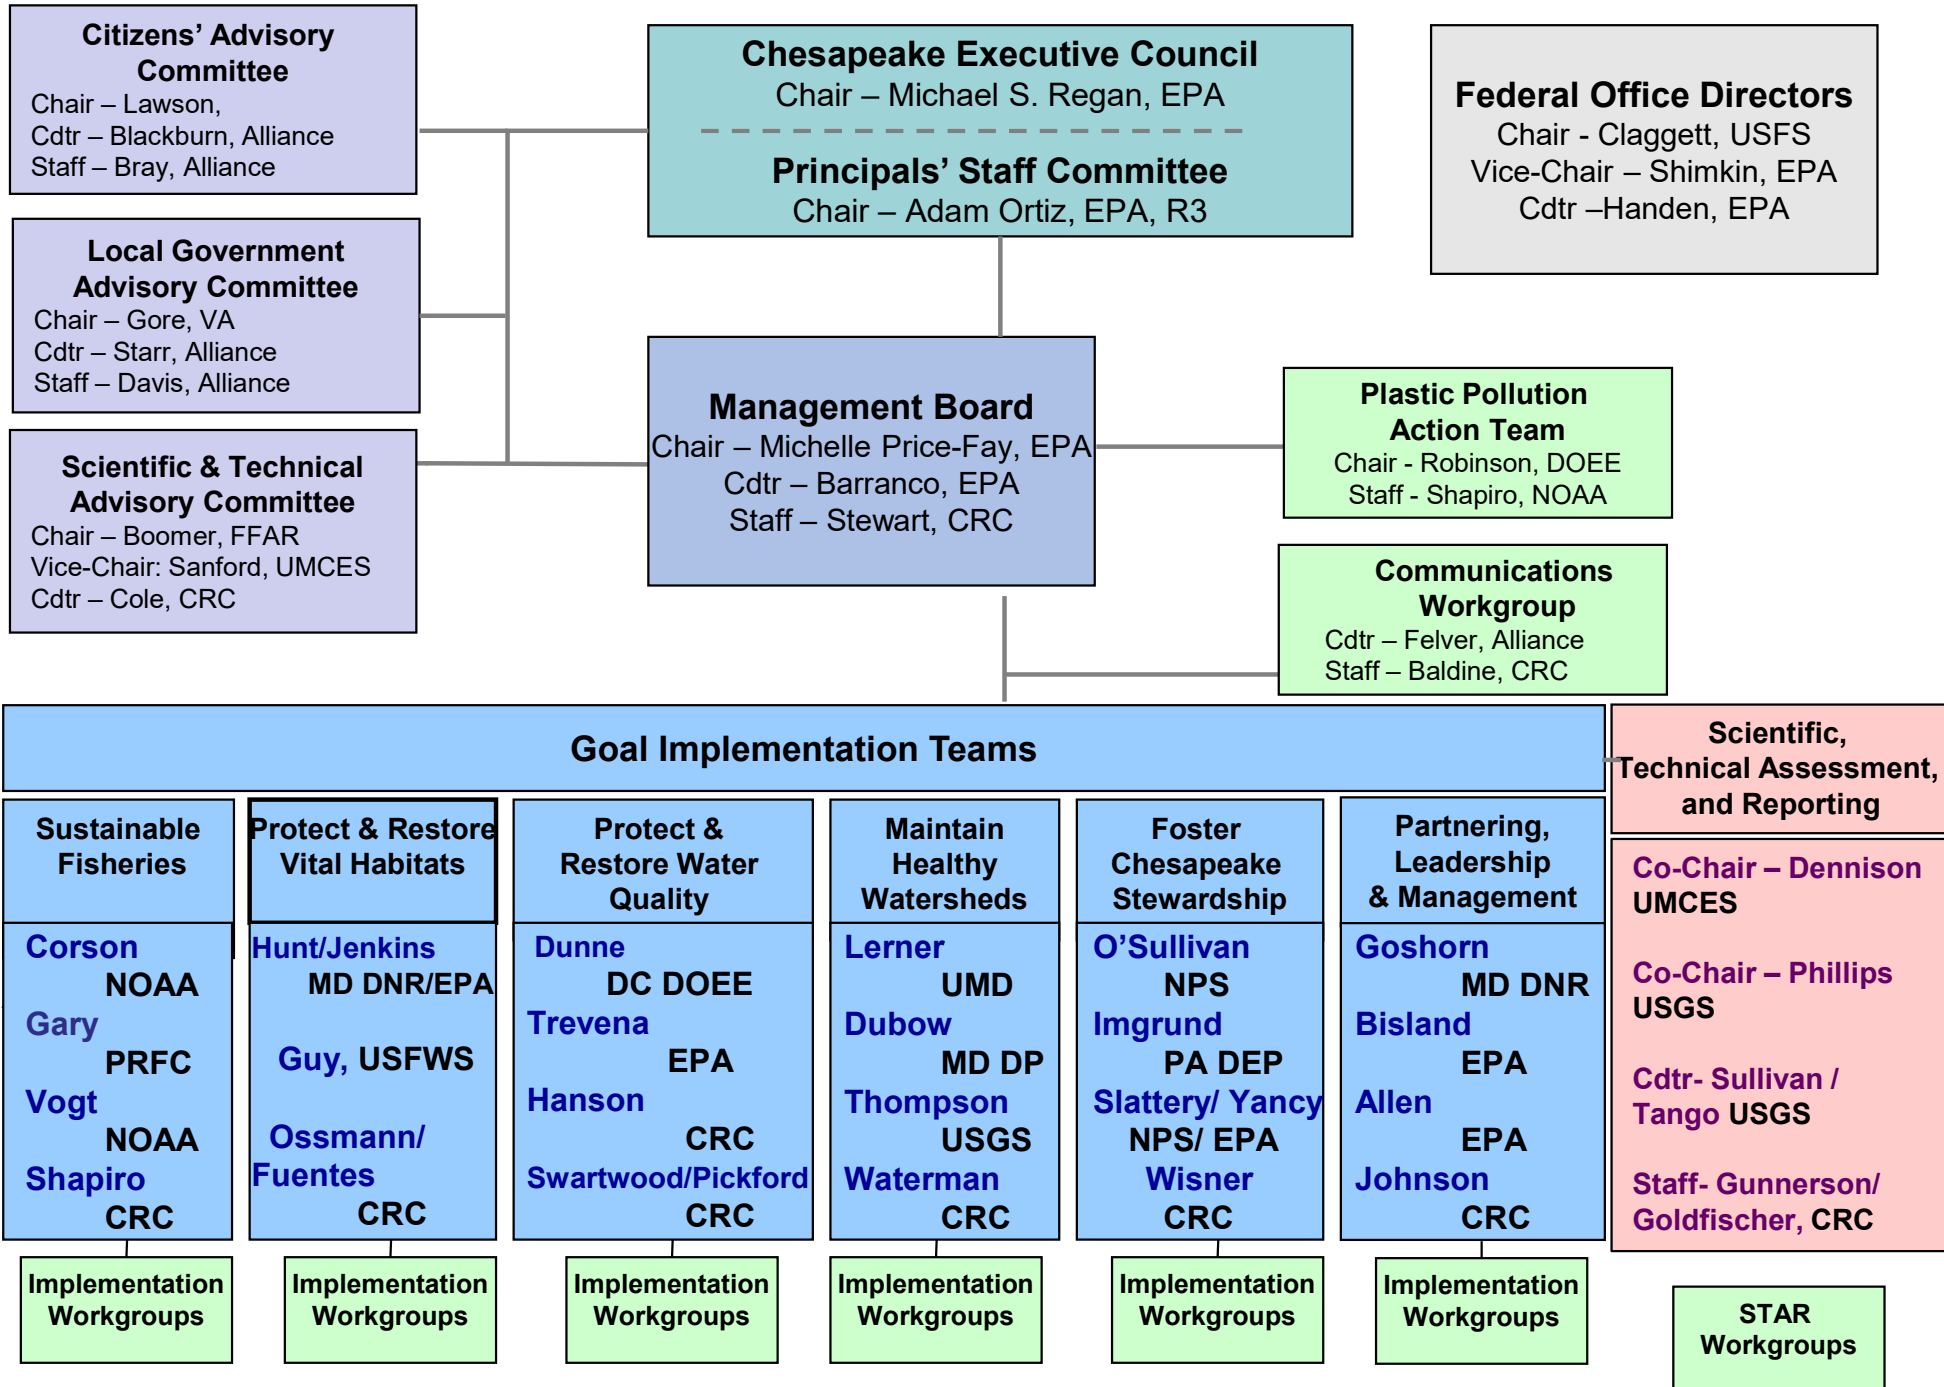 Citizens’ Advisory
Committee
Chair – Lawson,
Cdtr – Blackburn, Alliance
Staff – Bray, Alliance
Chesapeake Executive Council
Chair – Michael S. Regan, EPA
Principals’ Staff Committee
Chair – Adam Ortiz, EPA, R3
Federal Office Directors
Chair - Claggett, USFS
Vice-Chair – Shimkin, EPA
Cdtr –Handen, EPA
Local Government
Advisory Committee
Chair – Gore, VA
Cdtr – Starr, Alliance
Staff – Davis, Alliance
Scientific & Technical
Advisory Committee
Chair – Boomer, FFAR
Vice-Chair: Sanford, UMCES
Cdtr – Cole, CRC
Management Board
Chair – Michelle Price-Fay, EPA
Cdtr – Barranco, EPA
Staff – Stewart, CRC
Plastic Pollution
Action Team
Chair - Robinson, DOEE
Staff - Shapiro, NOAA
Communications
Workgroup
Cdtr – Felver, Alliance
Staff – Baldine, CRC
Goal Implementation Teams
Scientific,
Technical Assessment,
and Reporting
Sustainable
Fisheries
Corson
NOAA
Gary
PRFC
Vogt
NOAA
Shapiro
CRC
Protect & Restore
Vital Habitats
Hunt/Jenkins
MD DNR/EPA
Guy, USFWS
Ossmann/
Fuentes
CRC
Protect &
Restore Water
Quality
Dunne
DC DOEE
Trevena
EPA
Hanson
CRC
Swartwood/Pickford
CRC
Maintain
Healthy
Watersheds
Lerner
UMD
Dubow
MD DP
Thompson
USGS
Waterman
CRC
Foster
Chesapeake
Stewardship
O’Sullivan
NPS
Imgrund
PA DEP
Slattery/ Yancy
NPS/ EPA
Wisner
CRC
Partnering,
Leadership
& Management
Goshorn
MD DNR
Bisland
EPA
Allen
EPA
Johnson
CRC
Co-Chair – Dennison
UMCES
Co-Chair – Phillips
USGS
Cdtr- Sullivan /
Tango USGS
Staff- Gunnerson/
Goldfischer, CRC
Implementation
Workgroups
Implementation
Workgroups
Implementation
Workgroups
Implementation
Workgroups
Implementation
Workgroups
Implementation
Workgroups
STAR
Workgroups